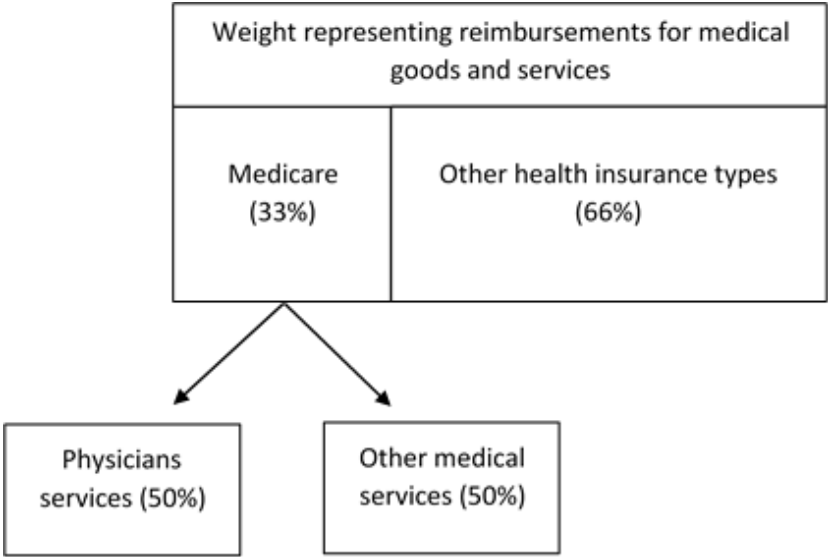 Weight representing reimbursements for medical
goods and services
Medicare
(33%)
Other health insurance types
(66%)
Physicians
services (50%)
Other medical
services (50%)